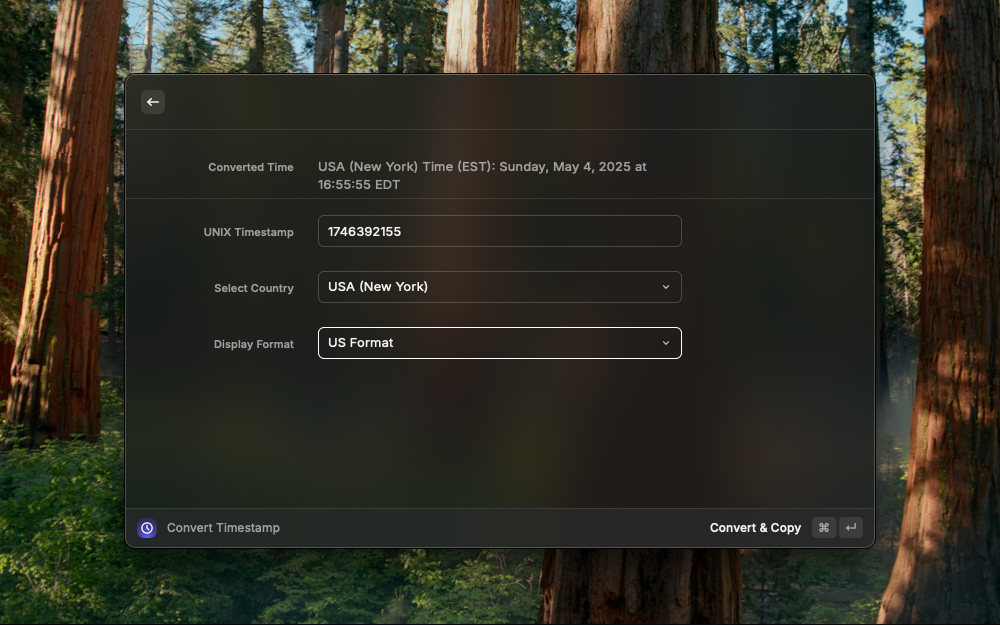 Converted Time
USA (New York) Time (EST): Sunday, May 4, 2025 at
16:55:55 EDT
UNIX Timestamp
1746392155
Select Country
USA (New York)
Display Format
US Format
Convert Timestamp
Convert & Copy ⌘ ↵